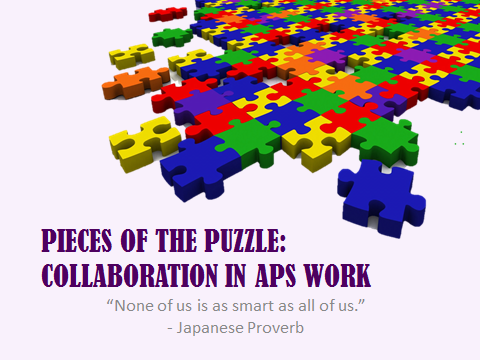 PIECES OF THE PUZZLE:
COLLABORATION IN APS WORK
“None of us is as smart as all of us.”
- Japanese Proverb